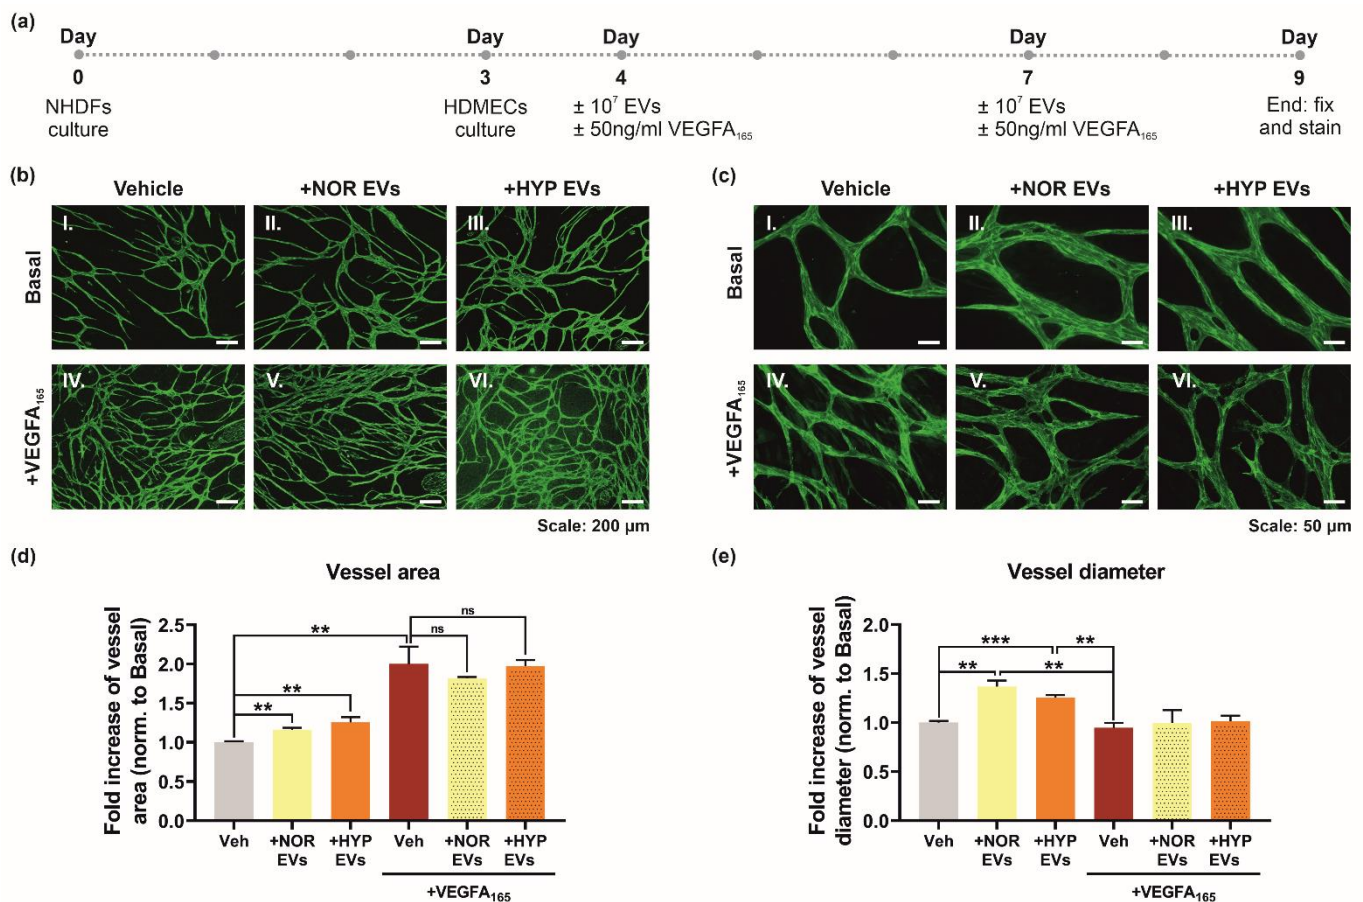 (a)
Day Day Day Day Day
0 3 4 7 9
NHDFs HDMECs ± 10⁷ EVs ± 10⁷ EVs End: fix
culture culture ± 50ng/ml VEGFA₁₆₅ ± 50ng/ml VEGFA₁₆₅ and stain
(b)
Vehicle +NOR EVs +HYP EVs
Basal
I. II. III.
+VEGFA₁₆₅
IV. V. VI.
Scale: 200 µm
(c)
Vehicle +NOR EVs +HYP EVs
Basal
I. II. III.
+VEGFA₁₆₅
IV. V. VI.
Scale: 50 µm
(d)
Vessel area
Fold increase of vessel
area (norm. to Basal)
2.5
2.0
1.5
1.0
0.5
0.0
**
**
**
ns
ns
Veh +NOR +HYP Veh +NOR +HYP
EVs EVs EVs EVs
+VEGFA₁₆₅
(e)
Vessel diameter
Fold increase of vessel
diameter (norm. to Basal)
2.0
1.5
1.0
0.5
0.0
*** **
** **
Veh +NOR +HYP Veh +NOR +HYP
EVs EVs EVs EVs
+VEGFA₁₆₅